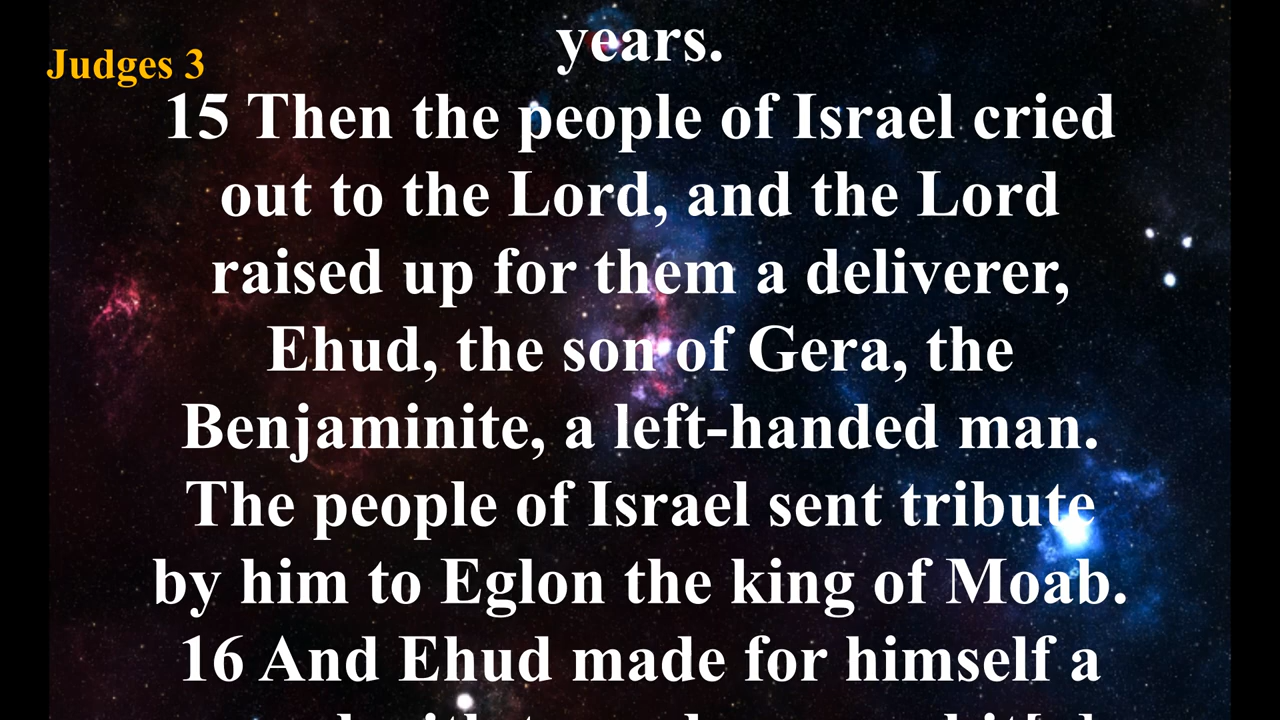 years.
Judges 3
15 Then the people of Israel cried
out to the Lord, and the Lord
raised up for them a deliverer,
Ehud, the son of Gera, the
Benjaminite, a left-handed man.
The people of Israel sent tribute
by him to Eglon the king of Moab.
16 And Ehud made for himself a